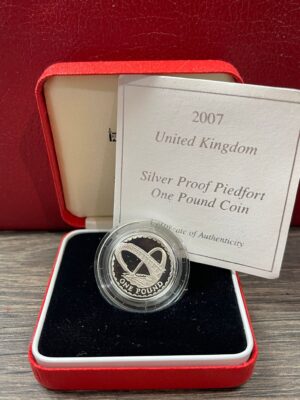 2007
United Kingdom
Silver Proof Piedfort
One Pound Coin
Certificate of Authenticity
ONE POUND